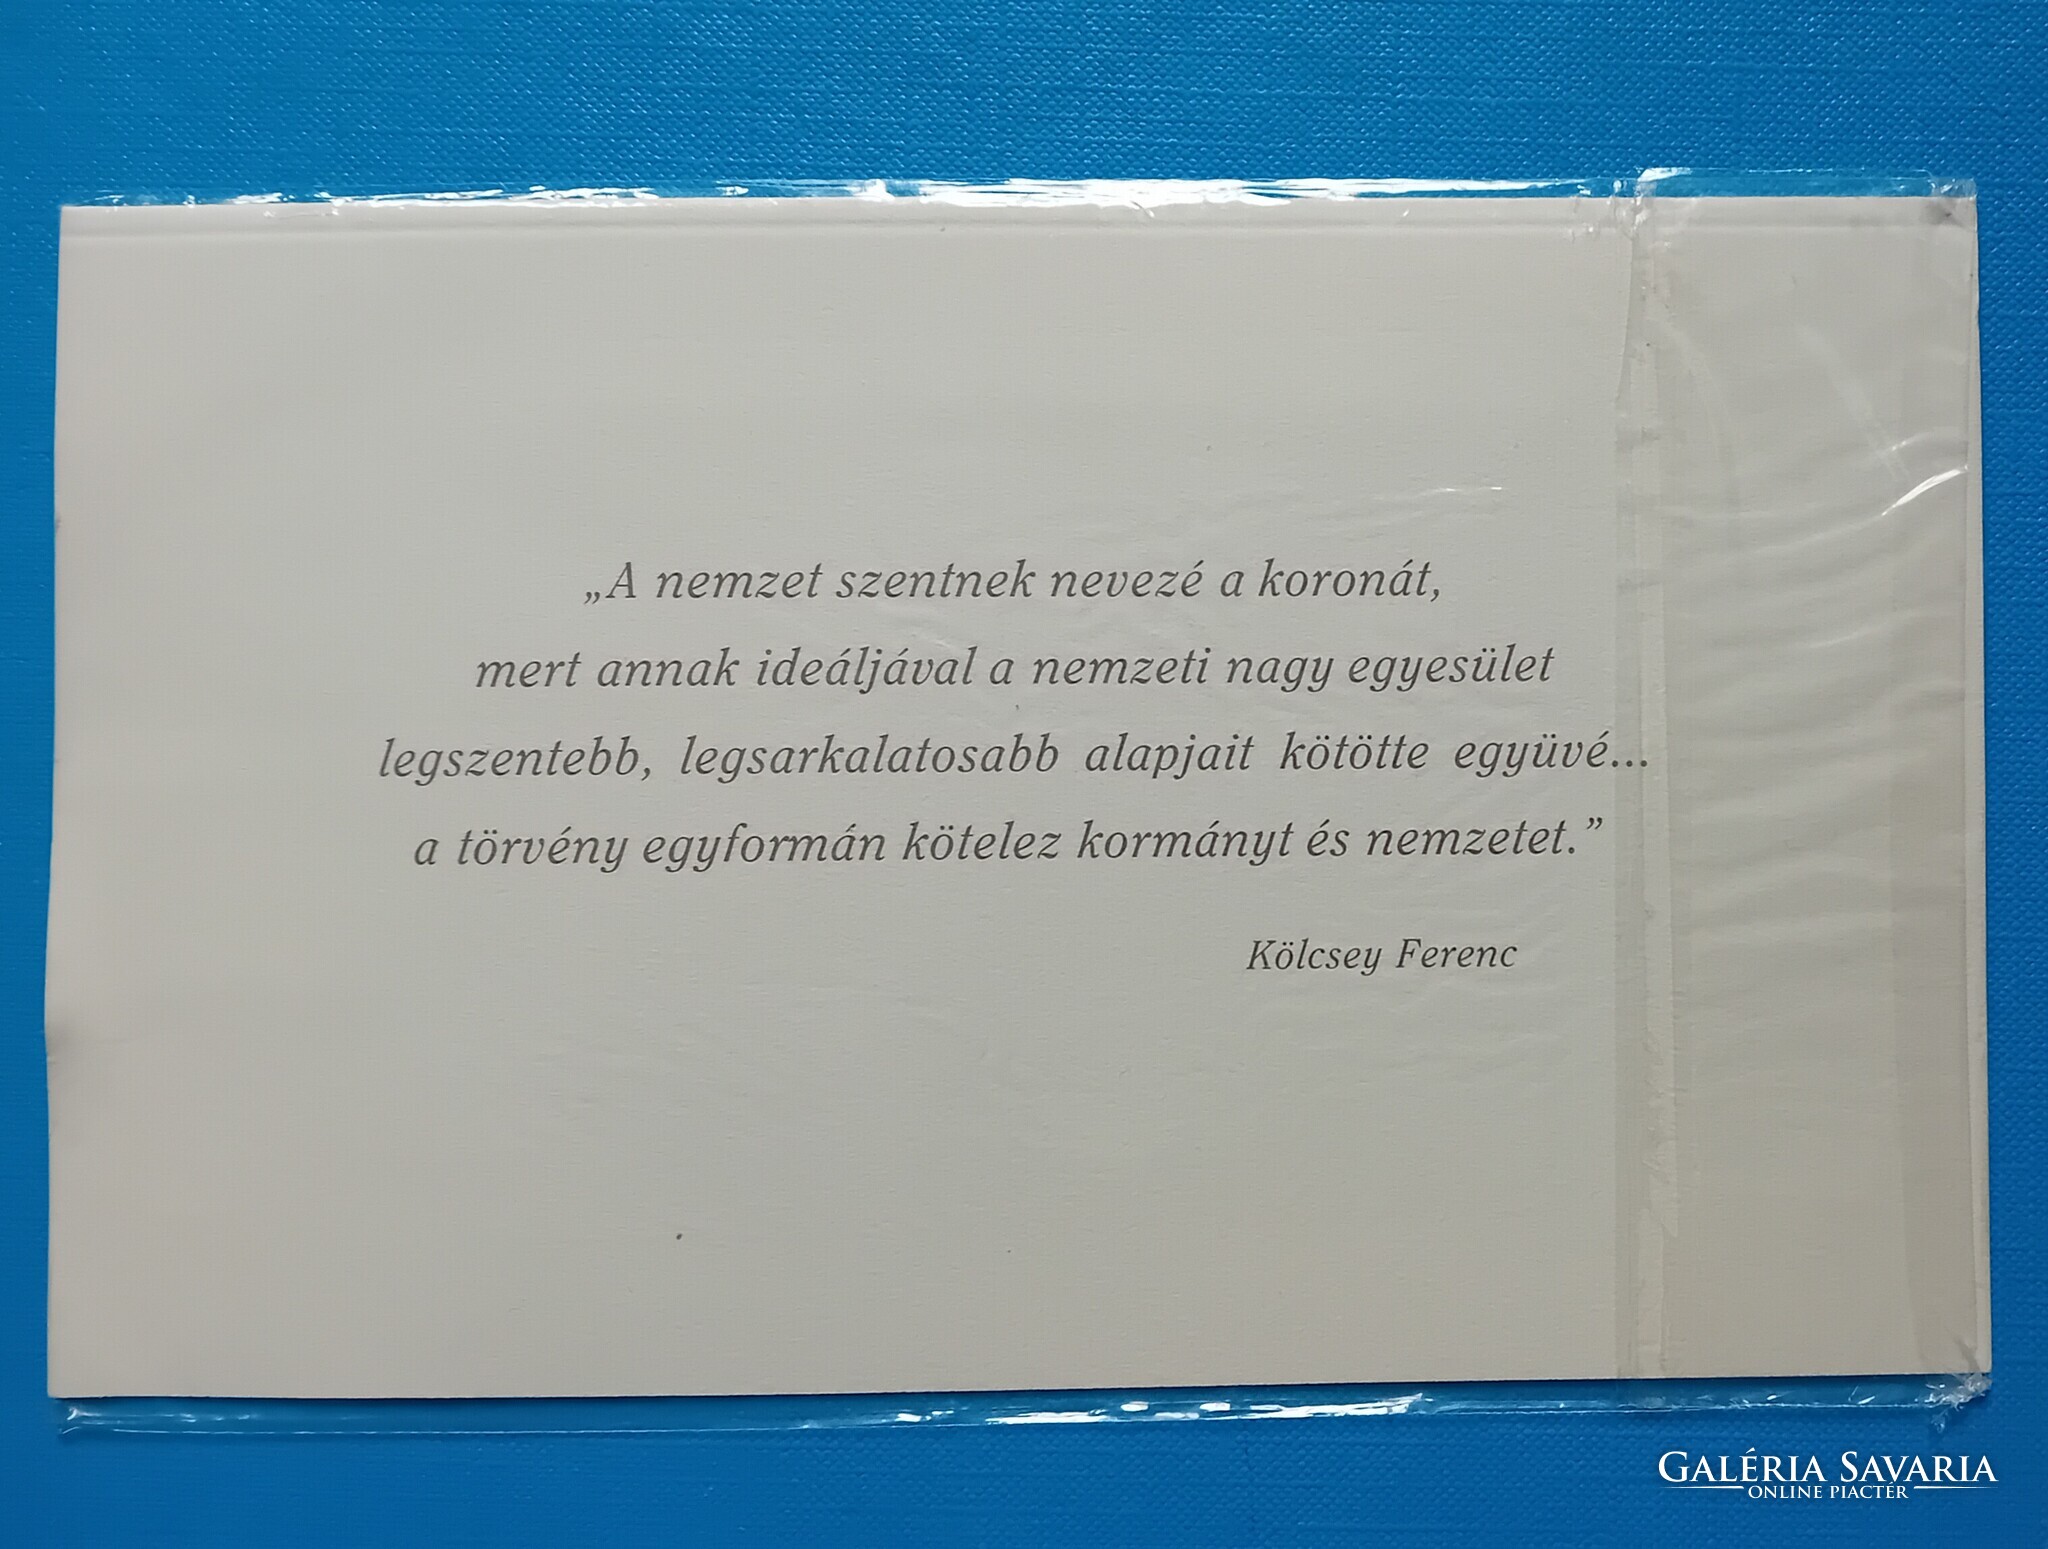 „A nemzet szentnek nevezé a koronát,
mert annak ideáljával a nemzeti nagy egyesület
legszentebb, legsarkalatosabb alapjait kötötte együvé...
a törvény egyformán kötelez kormányt és nemzetet.”
Kölcsey Ferenc
GALÉRIA SAVARIA
ONLINE PIACTÉR